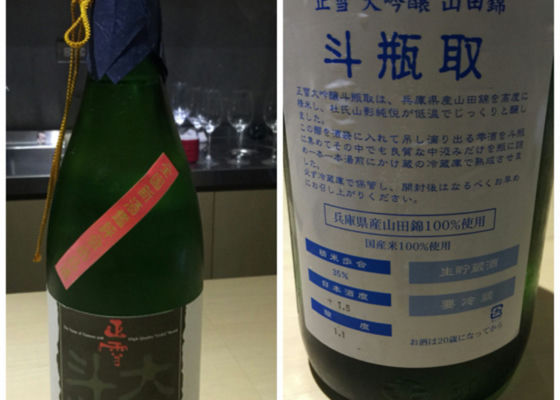 正雪
大
斗
正雪 大吟醸 山田錦
斗瓶取
正雪大吟醸斗瓶取は、兵庫県産山田錦を高度に
精米し、杜氏山影純悦が低温でじっくりと醸し
ました。
この醪を酒袋に入れて吊し滴り出る雫酒を斗瓶
に集めてその中でも良質な中汲みだけを瓶に詰
め一本一本湯煎にかけ蔵の冷蔵庫で熟成させま
した。
必ず冷蔵庫で保管し、開封後はなるべくお早め
にお召し上がりください。
兵庫県産山田錦100%使用
国産米100%使用
精米歩合
35%
日本酒度
酸度
1.1
生貯蔵酒
要冷蔵
お酒は20歳になってから